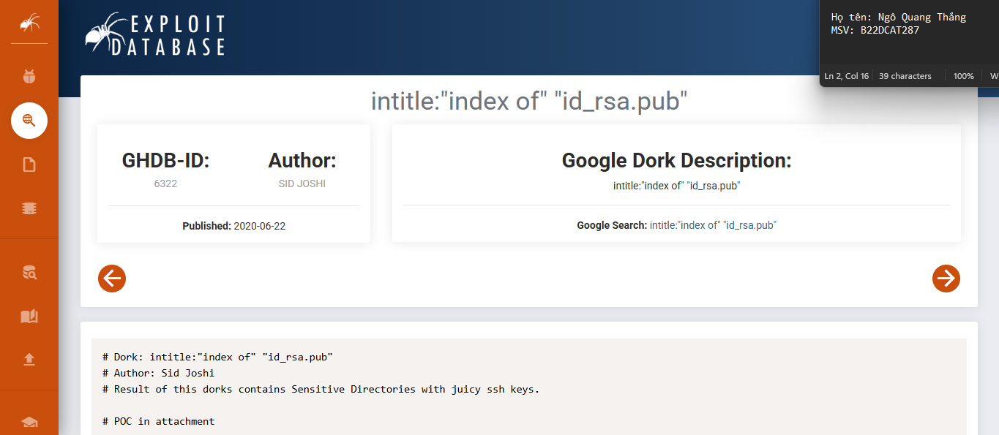 EXPLOIT
DATABASE
Họ tên: Ngô Quang Thắng
MSV: B22DCAT287
Ln 2, Col 16 39 characters 100% W
intitle:"index of" "id_rsa.pub"
GHDB-ID:
6322
Author:
SID JOSHI
Published: 2020-06-22
Google Dork Description:
intitle:"index of" "id_rsa.pub"
Google Search: intitle:"index of" "id_rsa.pub"
# Dork: intitle:"index of" "id_rsa.pub"
# Author: Sid Joshi
# Result of this dorks contains Sensitive Directories with juicy ssh keys.
# POC in attachment